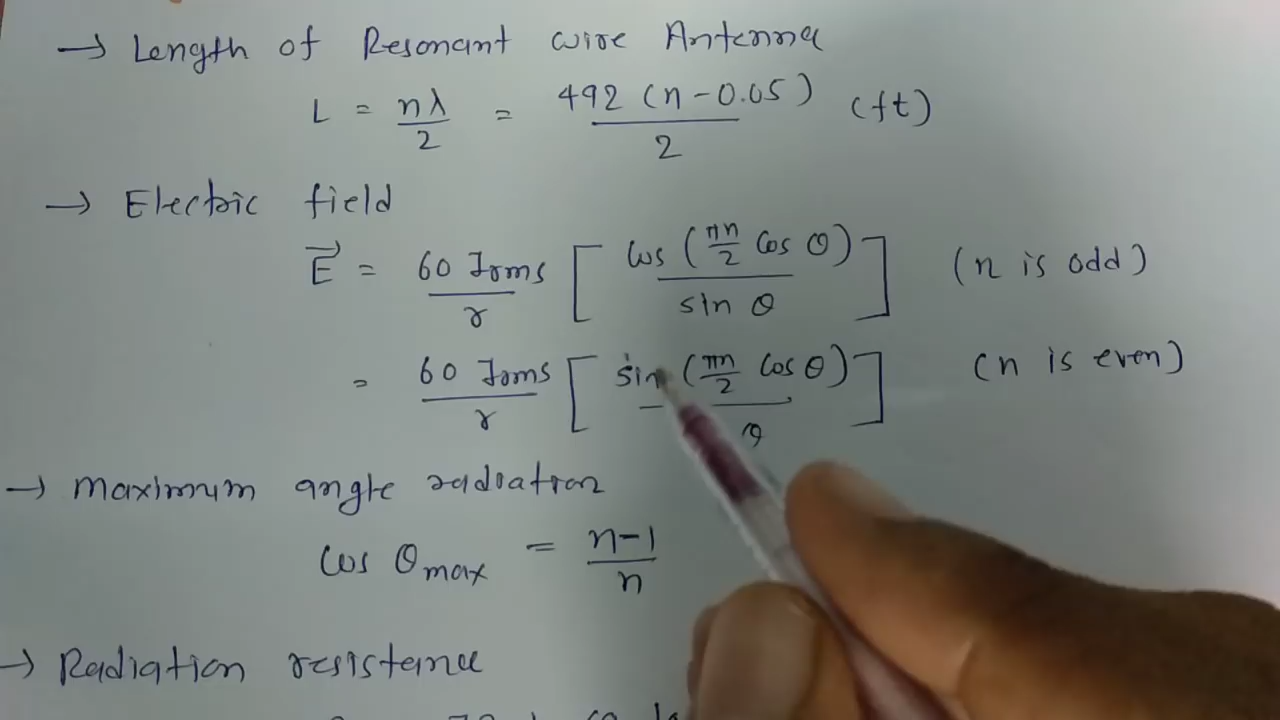 → Length of Resonant wire Antenna
L = nλ/2 = 492 (n-0.05)/2 (ft)
→ Electric field
E⃗ = 60 Irms/r [cos (πn/2 cos θ)/sin θ] (n is odd)
= 60 Irms/r [sin (πn/2 cos θ)/ θ] (n is even)
→ Maximum angle radiation
cos θmax = n-1/n
→ Radiation resistance